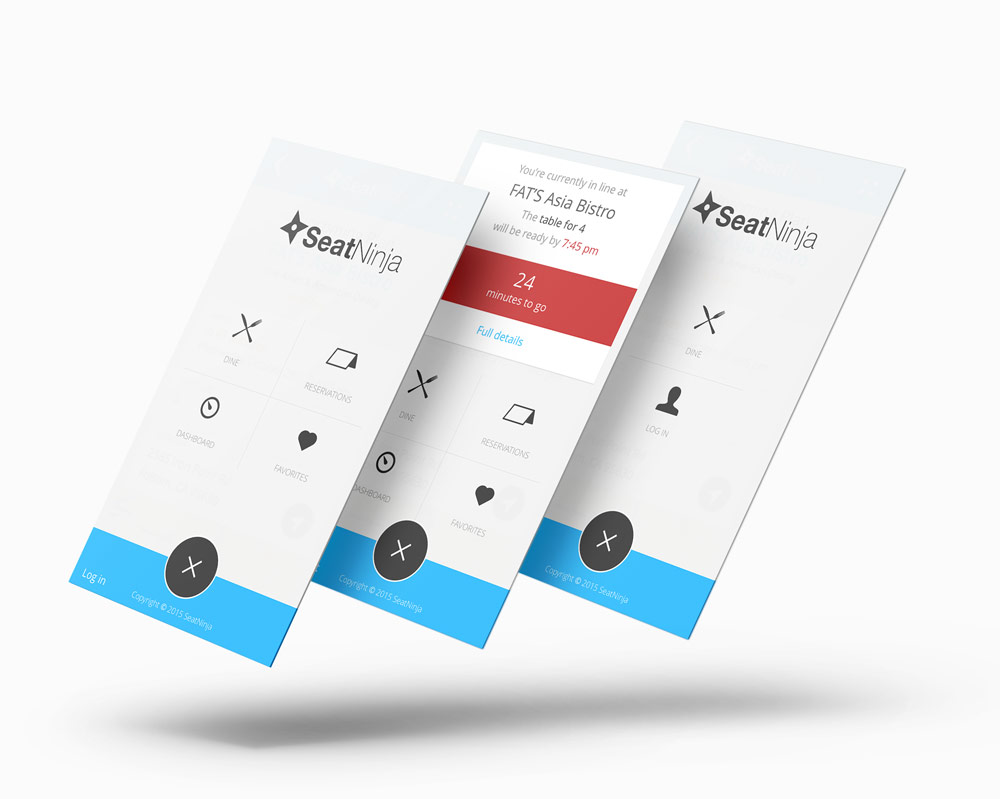 SeatNinja
DINE
RESERVATIONS
DASHBOARD
FAVORITES
Log in
Copyright © 2015 SeatNinja
You're currently in line at
FAT'S Asia Bistro
The table for 4
will be ready by 7:45 pm
24
minutes to go
Full details
DINE
RESERVATIONS
DASHBOARD
FAVORITES
Copyright © 2015 SeatNinja
SeatNinja
DINE
LOG IN
Copyright © 2015 SeatNinja